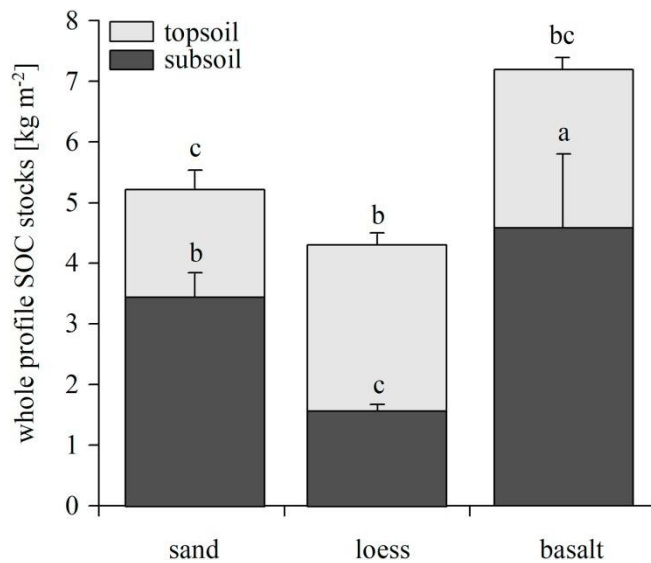 whole profile SOC stocks [kg m-2]
8
7
6
5
4
3
2
1
0
topsoil
subsoil
c
b
b
c
bc
a
sand
loess
basalt